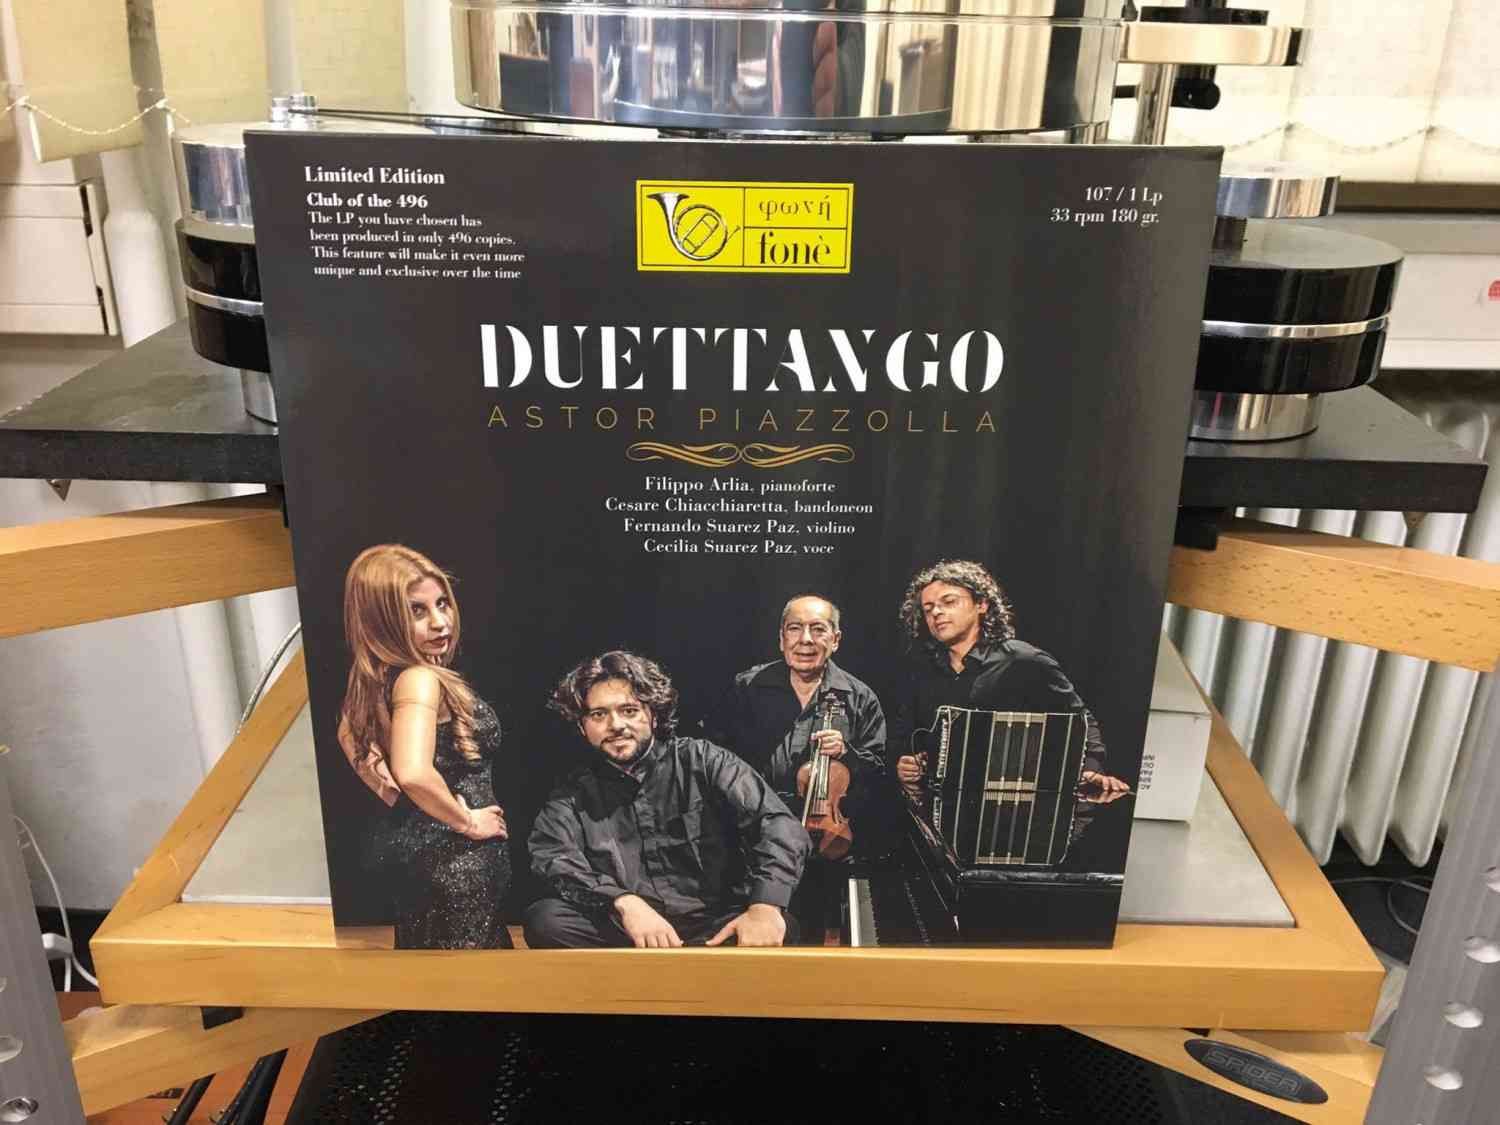 Limited Edition
Club of the 496
The LP you have chosen has
been produced in only 496 copies.
This feature will make it even more
unique and exclusive over the time
φωνή
fonè
107 / 1 Lp
33 rpm 180 gr.
DUETTANGO
ASTOR PIAZZOLLA
Filippo Arlia, pianoforte
Cesare Chiacchiaretta, bandoneon
Fernando Suarez Paz, violino
Cecilia Suarez Paz, voce
SPIDER